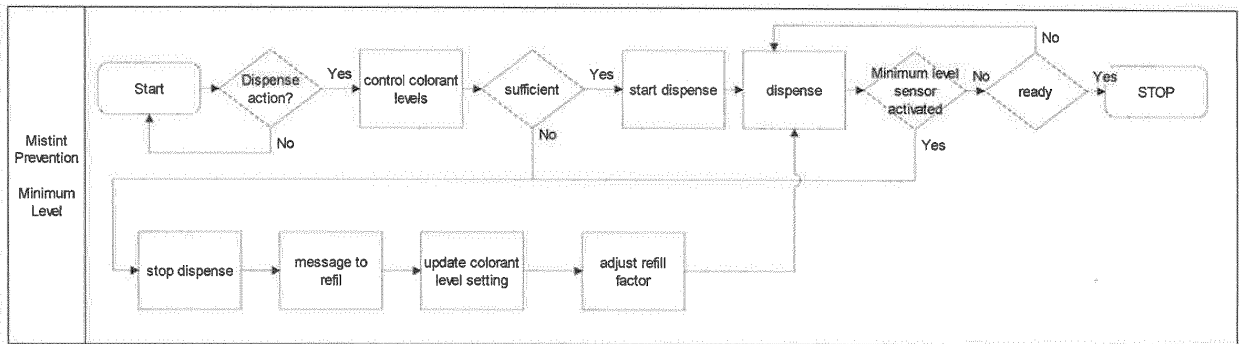 Mistint
Prevention
Minimum
Level
Start
Dispense
action?
Yes
No
control colorant
levels
sufficient
Yes
No
start dispense
dispense
Minimum level
sensor
activated
No
Yes
ready
No
Yes
STOP
stop dispense
message to
refil
update colorant
level setting
adjust refill
factor